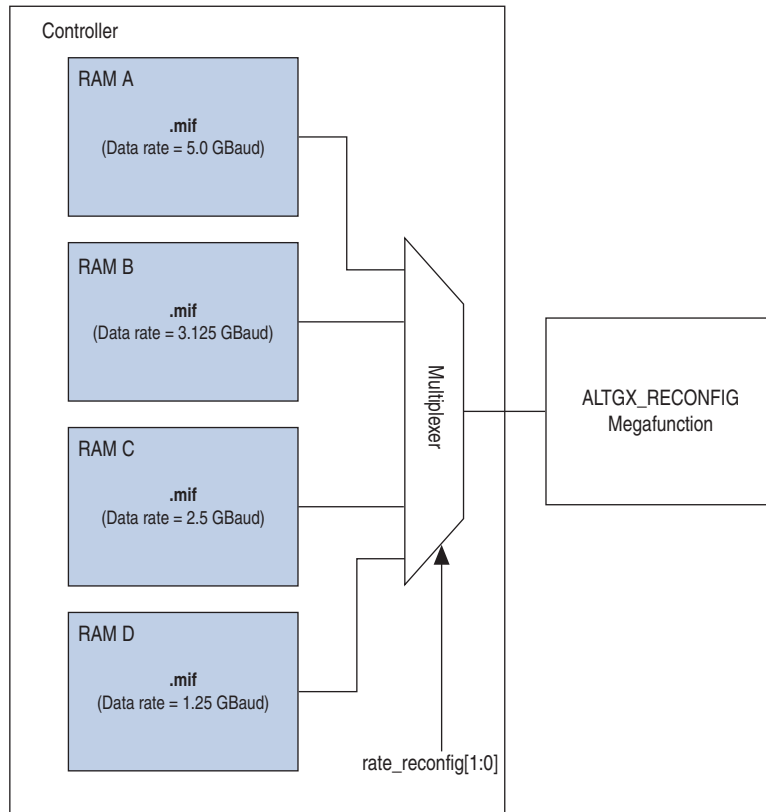 Controller
RAM A
.mif
(Data rate = 5.0 GBaud)
RAM B
.mif
(Data rate = 3.125 GBaud)
RAM C
.mif
(Data rate = 2.5 GBaud)
RAM D
.mif
(Data rate = 1.25 GBaud)
Multiplexer
rate_reconfig[1:0]
ALTGX_RECONFIG
Megafunction